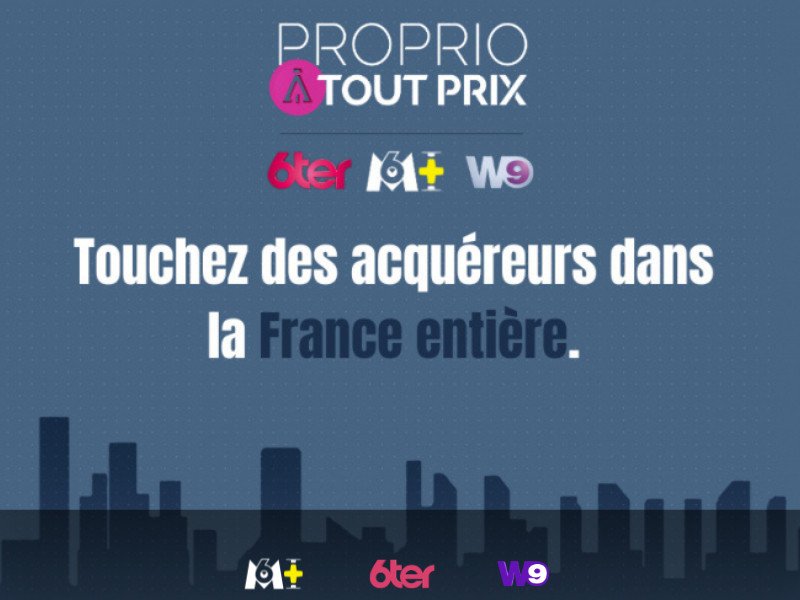 PROPRIO
À TOUT PRIX
6ter M6+ W9
Touchez des acquéreurs dans
la France entière.
M6+ 6ter W9